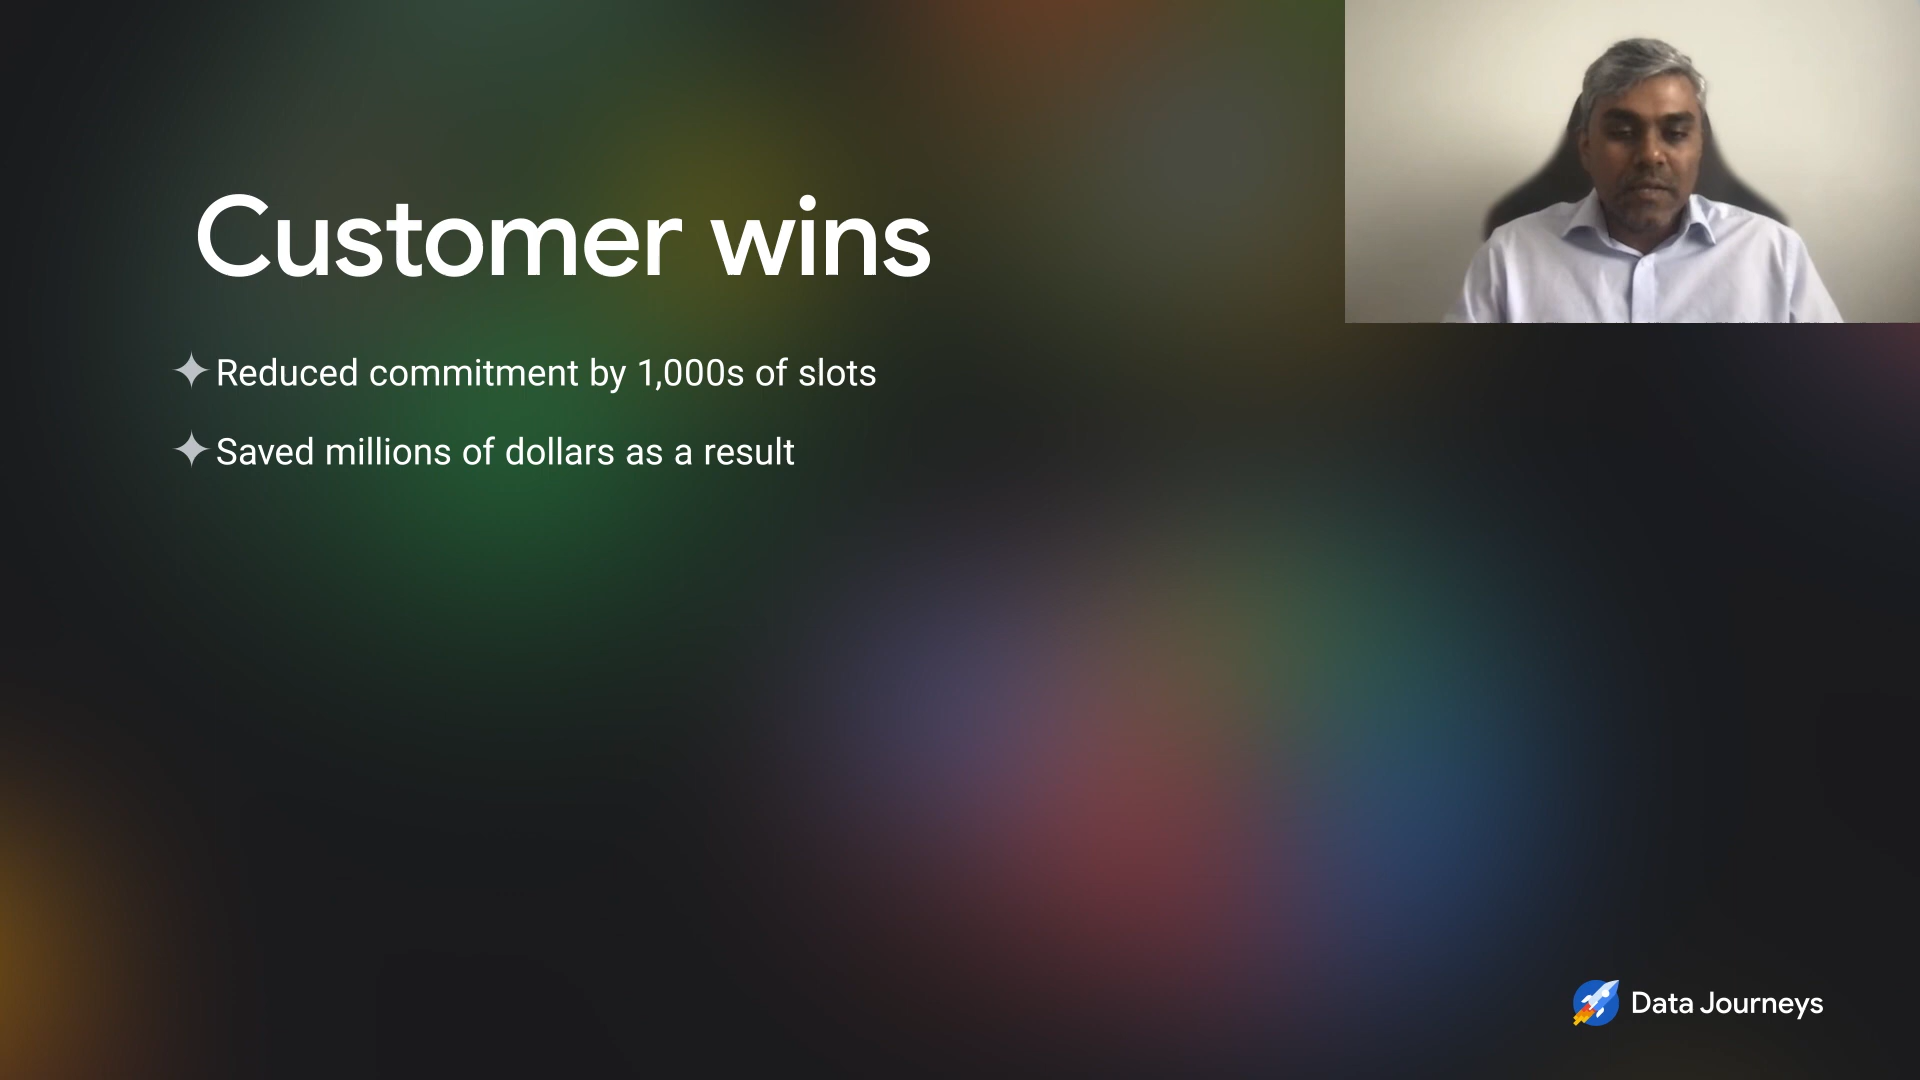 Customer wins
Reduced commitment by 1,000s of slots
Saved millions of dollars as a result
Data Journeys